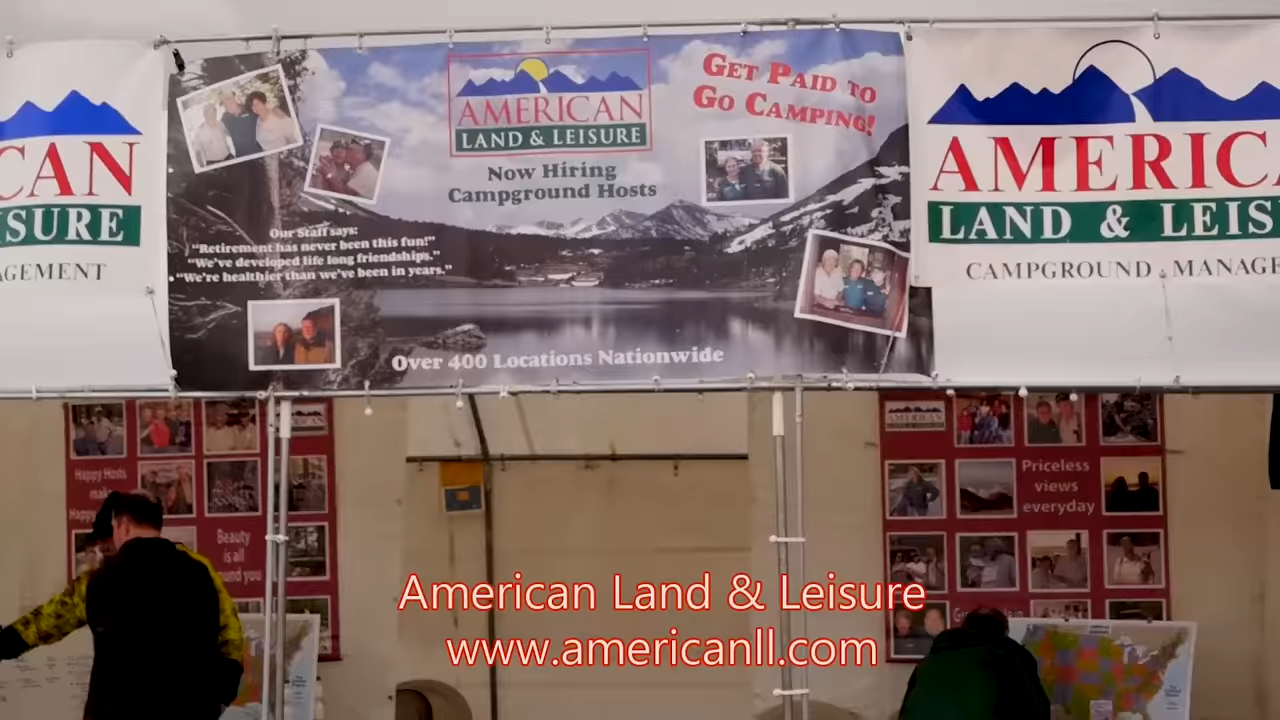 CAN
ISURE
AGEMENT
AMERICAN
LAND & LEISURE
Now Hiring
Campground Hosts
Get Paid to
Go Camping!
Our Staff says:
"Retirement has never been this fun!"
"We've developed life long friendships."
"We're healthier than we've been in years."
Over 400 Locations Nationwide
AMERICA
LAND & LEIS
CAMPGROUND MANAGE
Happy Hosts
Happy
Beauty
is all
und you
Priceless
views
everyday
American Land & Leisure
www.americanll.com